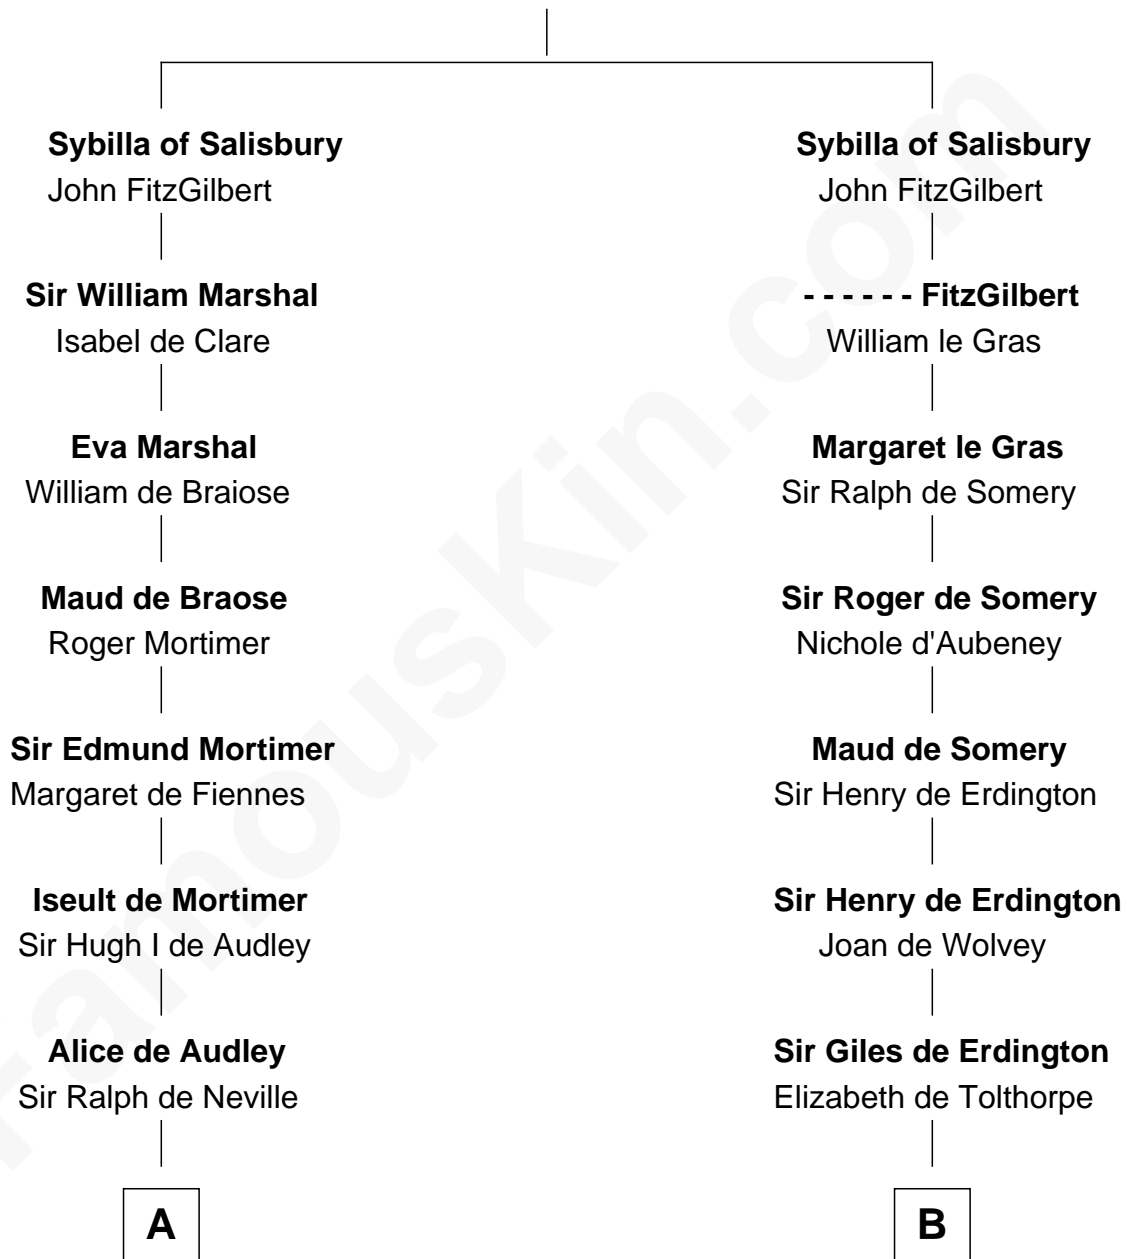 Sybilla of Salisbury
John FitzGilbert
Sir William Marshal
Isabel de Clare
Eva Marshal
William de Braiose
Maud de Braose
Roger Mortimer
Sir Edmund Mortimer
Margaret de Fiennes
Iseult de Mortimer
Sir Hugh I de Audley
Alice de Audley
Sir Ralph de Neville
A
Sybilla of Salisbury
John FitzGilbert
- - - - - - FitzGilbert
William le Gras
Margaret le Gras
Sir Ralph de Somery
Sir Roger de Somery
Nichole d'Aubeney
Maud de Somery
Sir Henry de Erdington
Sir Henry de Erdington
Joan de Wolvey
Sir Giles de Erdington
Elizabeth de Tolthorpe
B
FamousKin.com